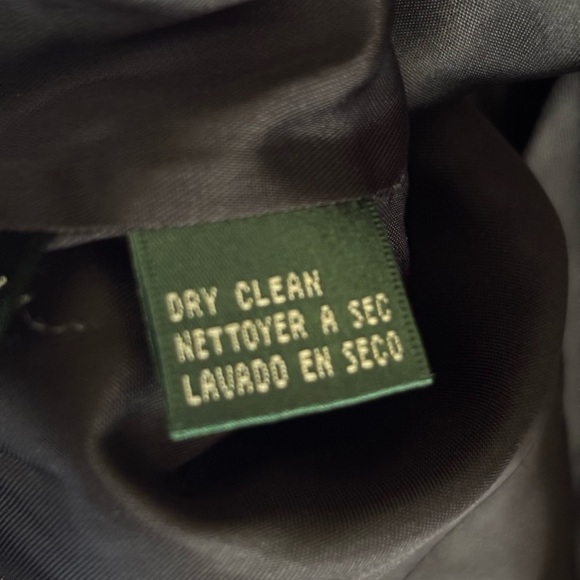 DRY CLEAN
NETTOYER A SEC
LAVADO EN SECO